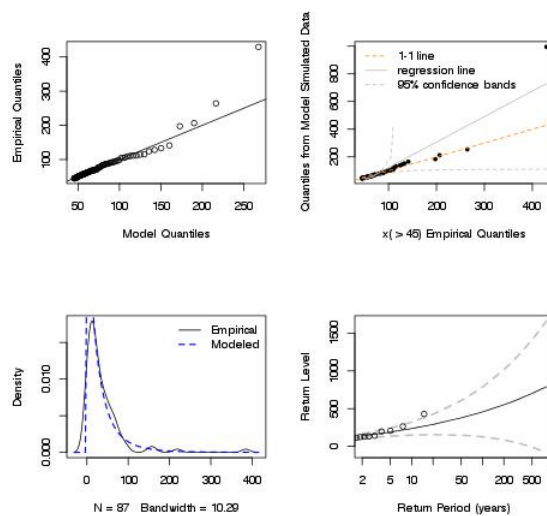 Empirical Quantiles
400
300
200
100
50 100 150 200 250
Model Quantiles
Quantiles from Model Simulated Data
1000
800
600
400
200
1-1 line
regression line
95% confidence bands
100 200 300 400
x( > 45) Empirical Quantiles
Density
0.010
0.000
Empirical
Modeled
0 100 200 300 400
N = 87 Bandwidth = 10.29
Return Level
1500
1000
500
0
2 5 10 50 200 500
Return Period (years)